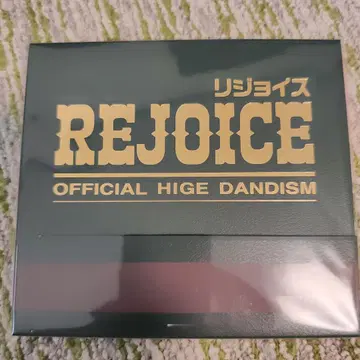 リジョイス
REJOICE
OFFICIAL HIGE DANDISM